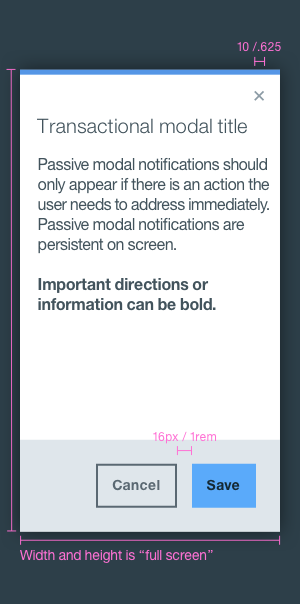 10 /.625
×
Transactional modal title
Passive modal notifications should
only appear if there is an action the
user needs to address immediately.
Passive modal notifications are
persistent on screen.
Important directions or
information can be bold.
16px / 1rem
Cancel Save
Width and height is “full screen”